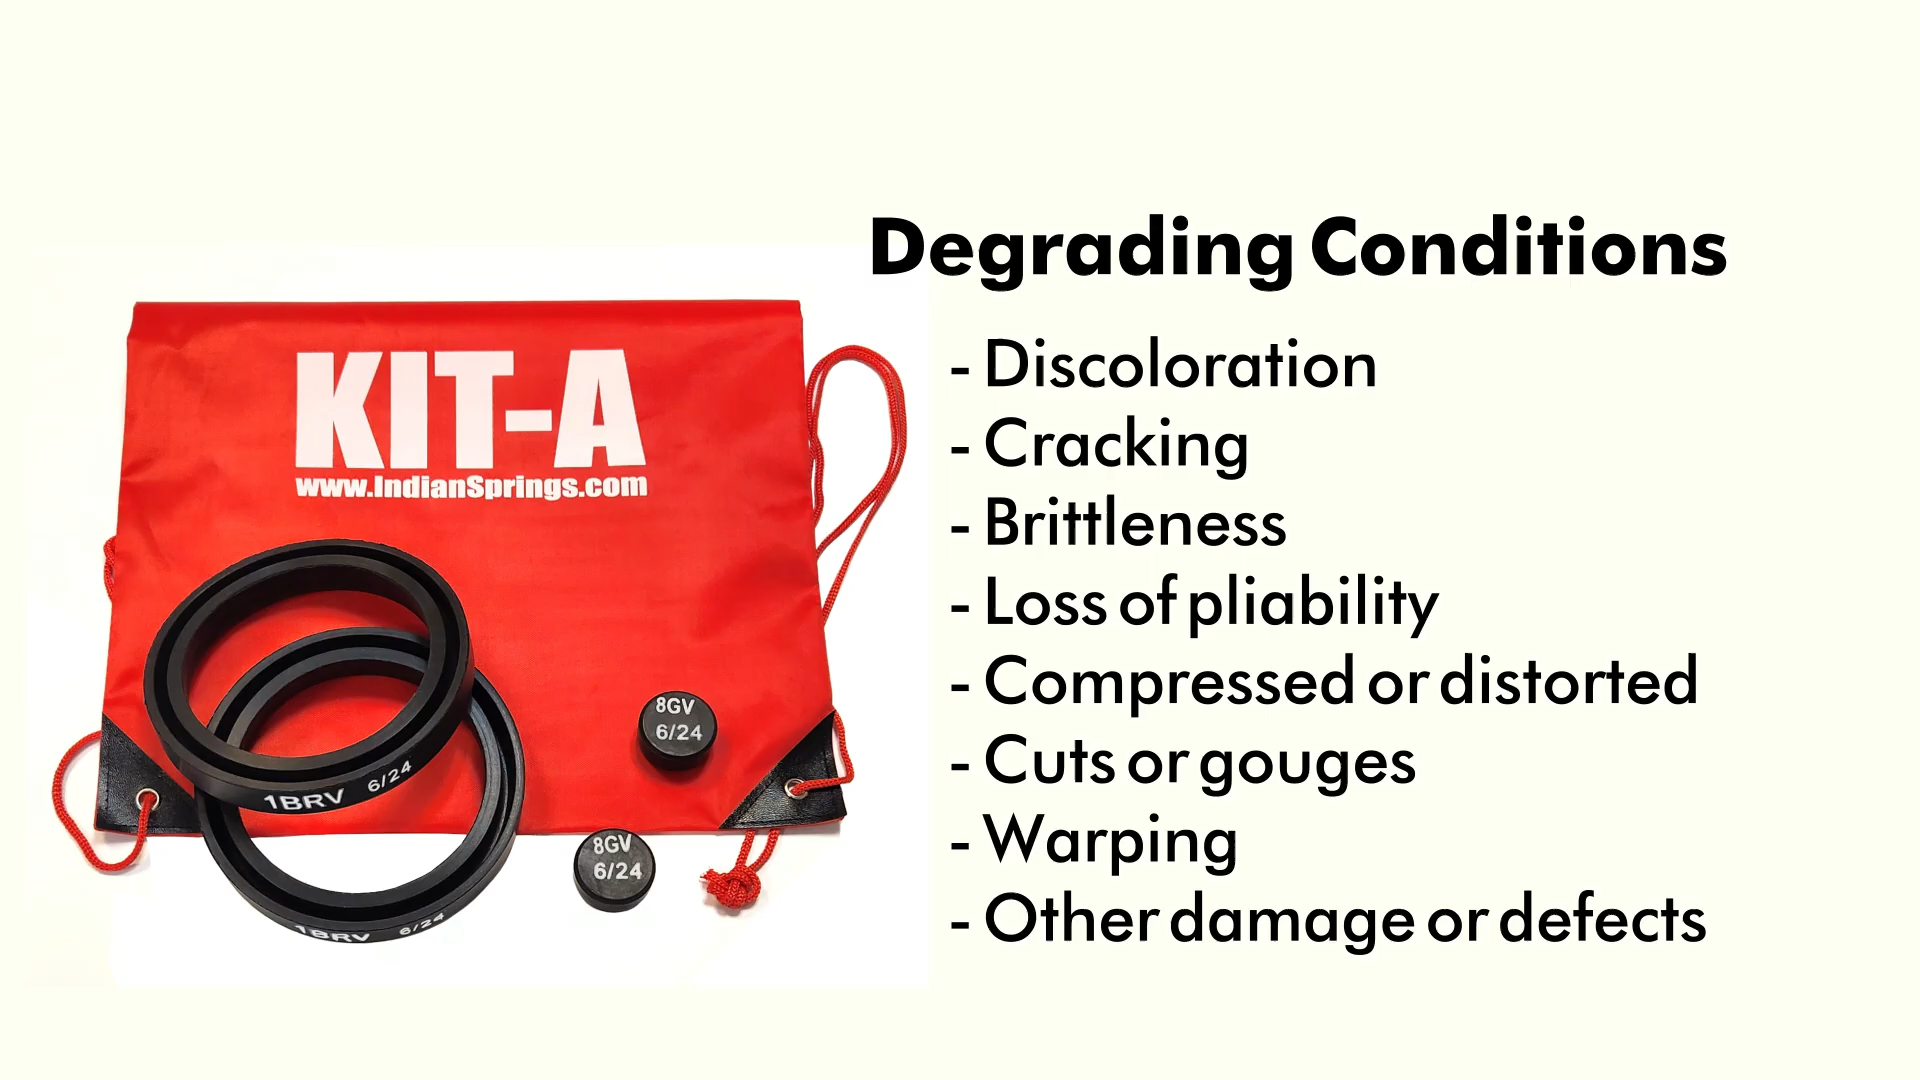 Degrading Conditions
KIT-A
www.IndianSprings.com
1BRV 6/24
1BRV 6/24
8GV
6/24
8GV
6/24
- Discoloration
- Cracking
- Brittleness
- Loss of pliability
- Compressed or distorted
- Cuts or gouges
- Warping
- Other damage or defects